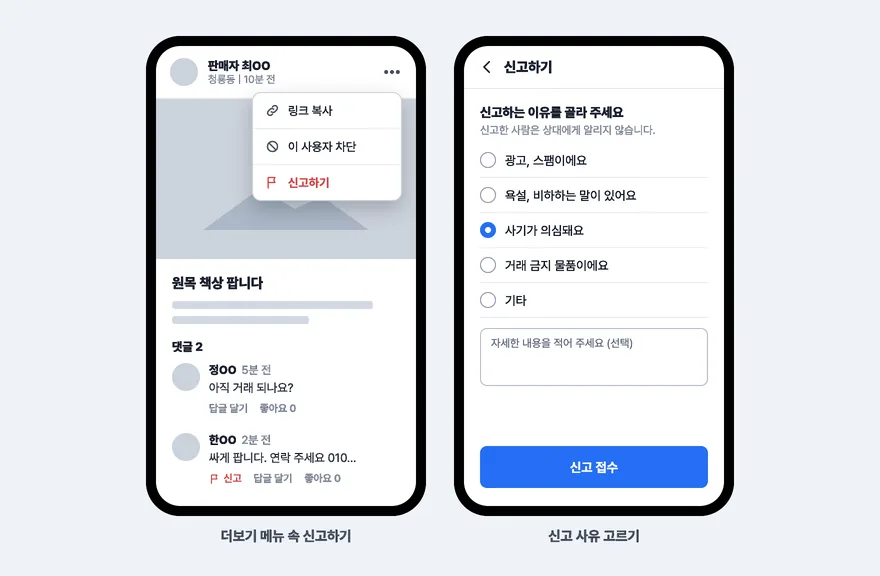 판매자 최OO
청룡동 | 10분 전
링크 복사
이 사용자 차단
신고하기
원목 책상 팝니다
댓글 2
정OO 5분 전
아직 거래 되나요?
답글 달기 좋아요 0
한OO 2분 전
싸게 팝니다. 연락 주세요 010...
신고 답글 달기 좋아요 0
더보기 메뉴 속 신고하기
신고하기
신고하는 이유를 골라 주세요
신고한 사람은 상대에게 알리지 않습니다.
광고, 스팸이에요
욕설, 비하하는 말이 있어요
사기가 의심돼요
거래 금지 물품이에요
기타
자세한 내용을 적어 주세요 (선택)
신고 접수
신고 사유 고르기